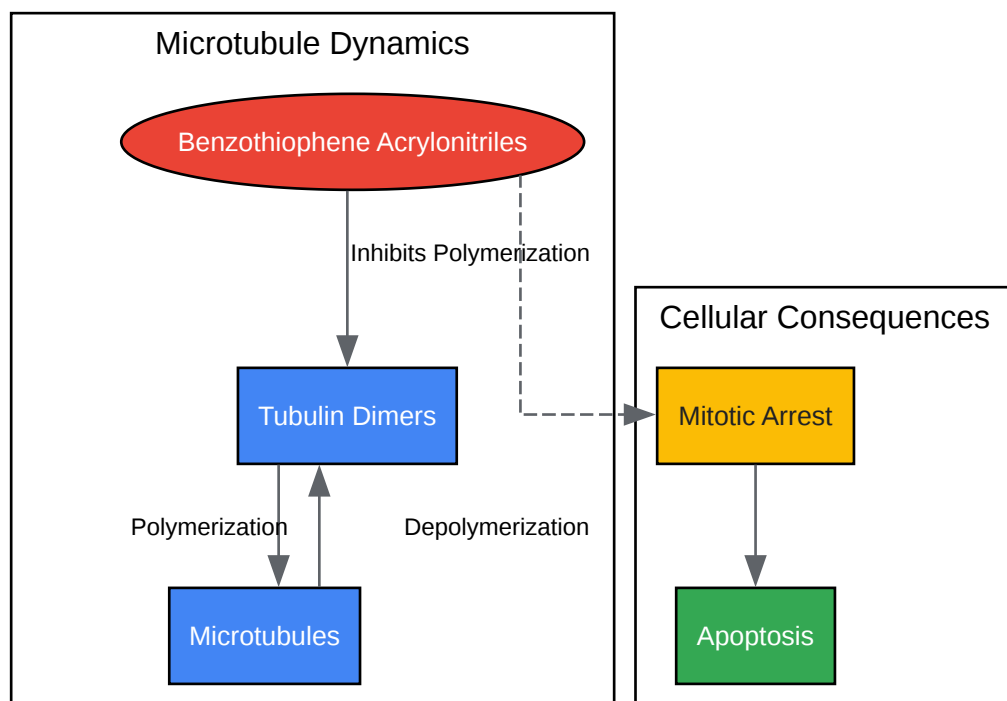 Microtubule Dynamics
Benzothiophene Acrylonitriles
Inhibits Polymerization
Tubulin Dimers
Polymerization
Depolymerization
Microtubules
Cellular Consequences
Mitotic Arrest
Apoptosis